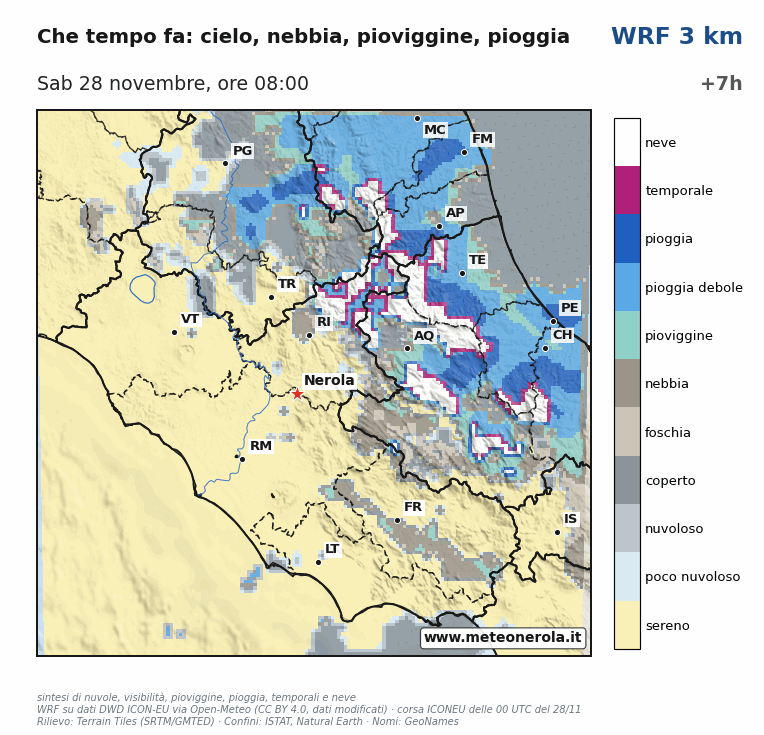 Che tempo fa: cielo, nebbia, pioviggine, pioggia
WRF 3 km
Sab 28 novembre, ore 08:00
+7h
MC
FM
PG
AP
TE
TR
PE
VT
RI
CH
AQ
Nerola
RM
FR
IS
LT
www.meteonerola.it
neve
temporale
pioggia
pioggia debole
pioviggine
nebbia
foschia
coperto
nuvoloso
poco nuvoloso
sereno
sintesi di nuvole, visibilità, pioviggine, pioggia, temporali e neve
WRF su dati DWD ICON-EU via Open-Meteo (CC BY 4.0, dati modificati) · corsa ICONEU delle 00 UTC del 28/11
Rilievo: Terrain Tiles (SRTM/GMTED) · Confini: ISTAT, Natural Earth · Nomi: GeoNames